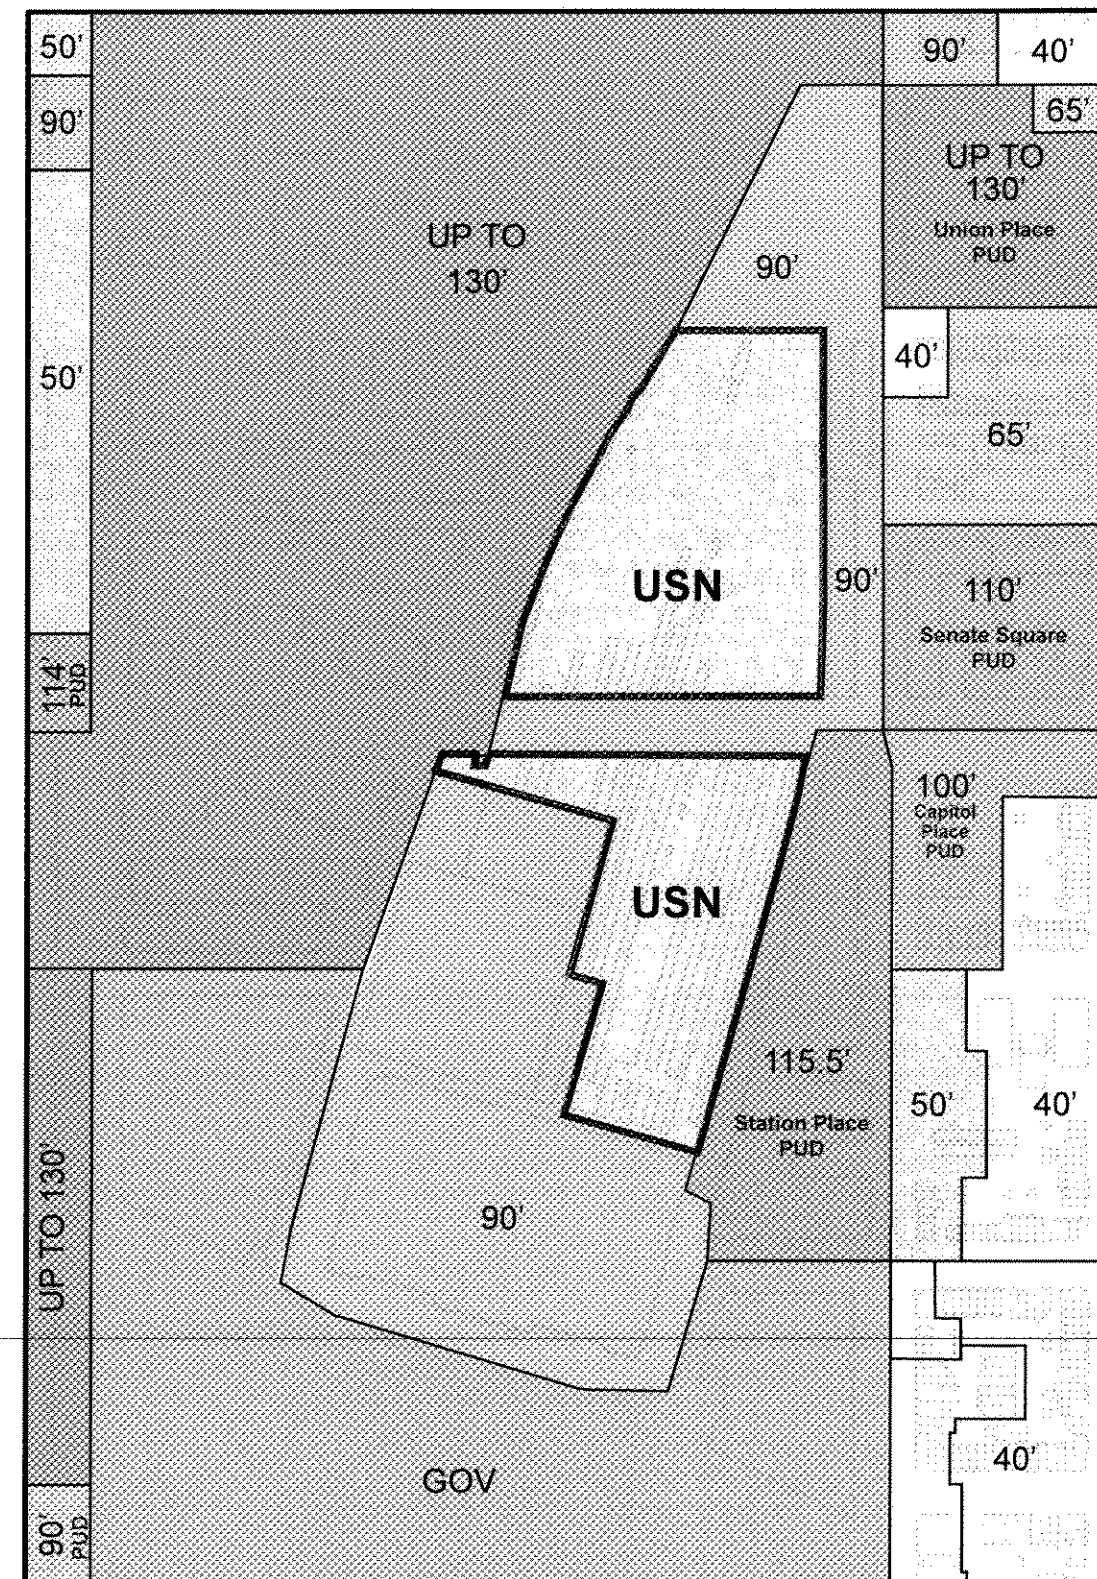 50'
90'
40'
65'
90'
UP TO
130'
Union Place
PUD
UP TO
130'
90'
40'
50'
65'
USN
90'
110'
Senate Square
PUD
114'
PUD
100'
Capitol
Place
PUD
USN
115.5'
Station Place
PUD
50'
40'
UP TO 130'
90'
40'
GOV
90'
PUD